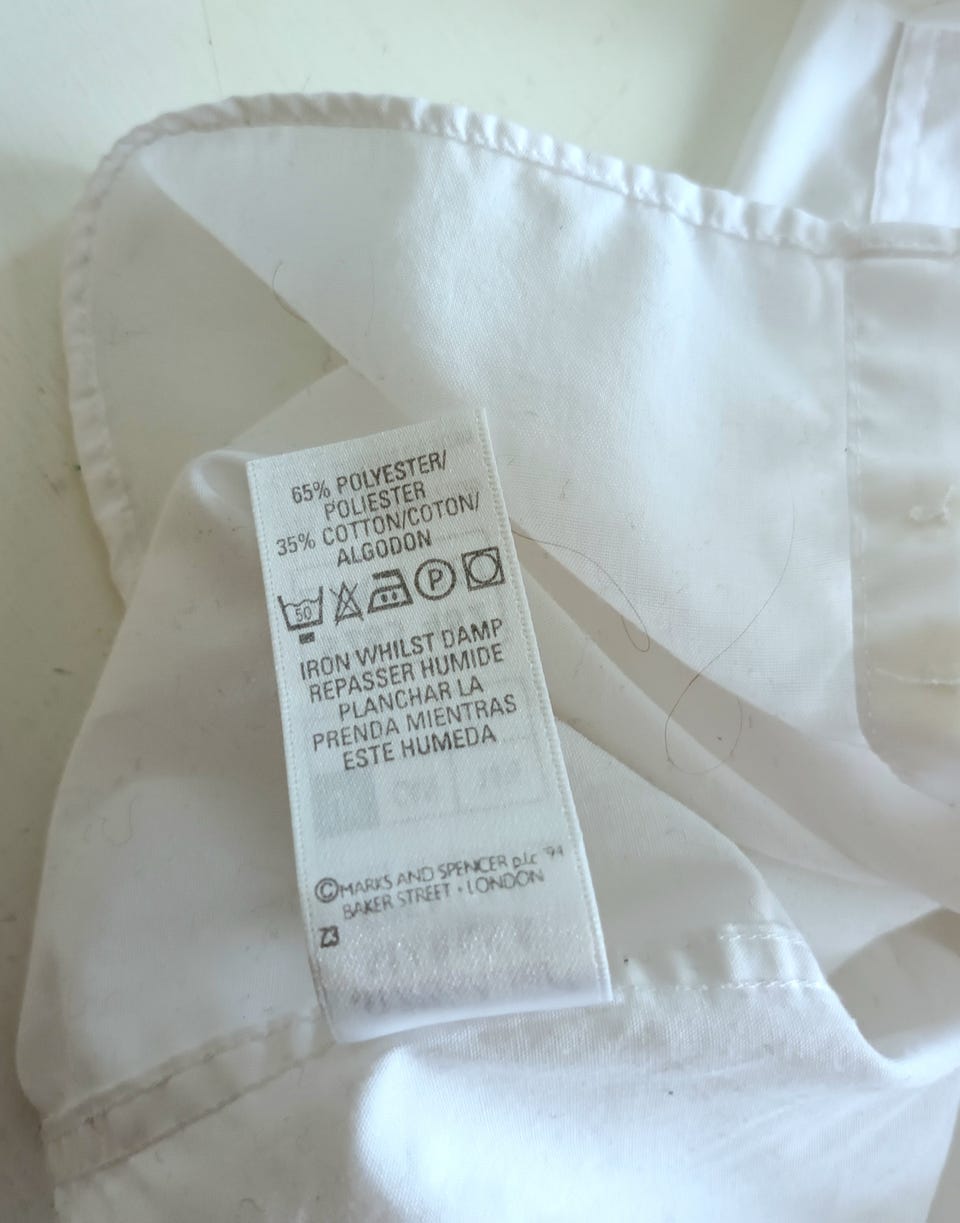 65% POLYESTER/
POLIESTER
35% COTTON/COTON/
ALGODON
50 P
IRON WHILST DAMP
REPASSER HUMIDE
PLANCHAR LA
PRENDA MIENTRAS
ESTE HUMEDA
©MARKS AND SPENCER p.l.c '94
BAKER STREET · LONDON
Z3